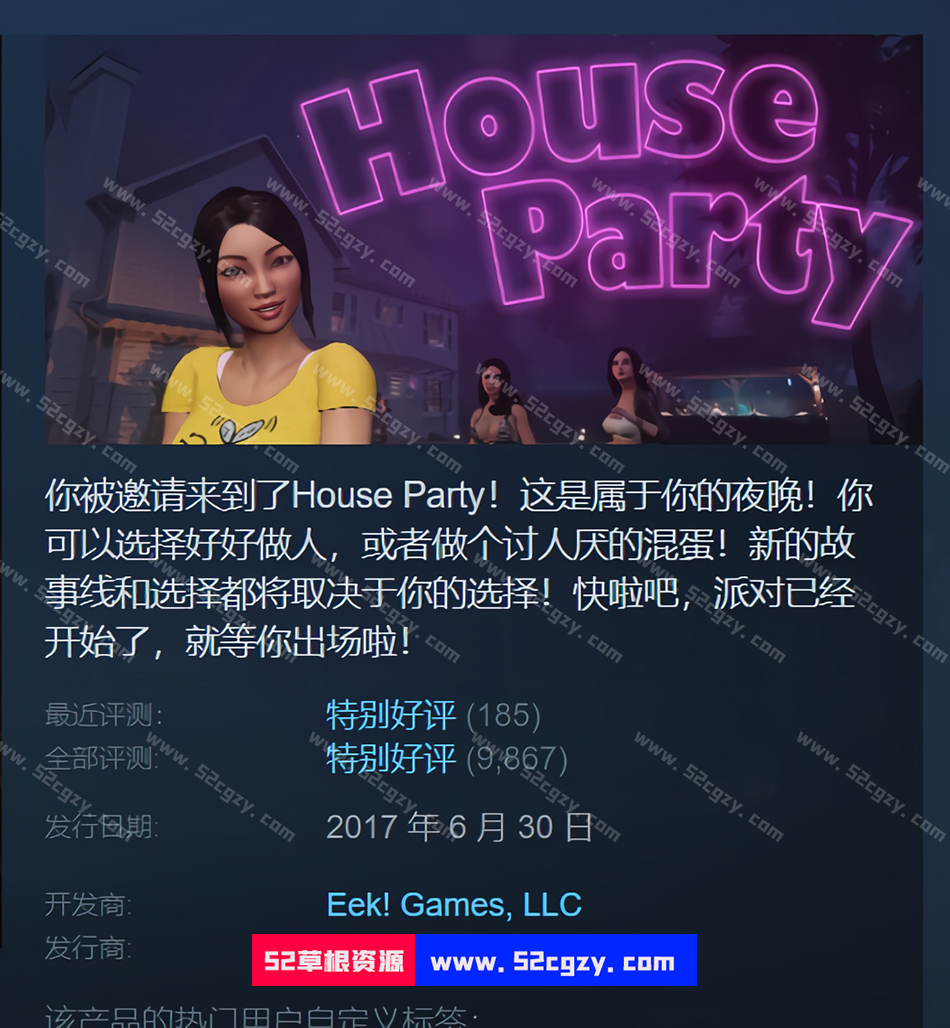 House
Party
你被邀请来到了House Party！这是属于你的夜晚！你
可以选择好好做人，或者做个讨人厌的混蛋！新的故
事线和选择都将取决于你的选择！快啦吧，派对已经
开始了，就等你出场啦！
最近评测：
特别好评 (185)
全部评测:
特别好评 (9,867)
发行日期:
2017 年 6 月 30 日
开发商:
Eek! Games, LLC
发行商:
52草根资源 www.52cgzy.com
该产品的热门用户自定义标签：
www.52cgzy.com